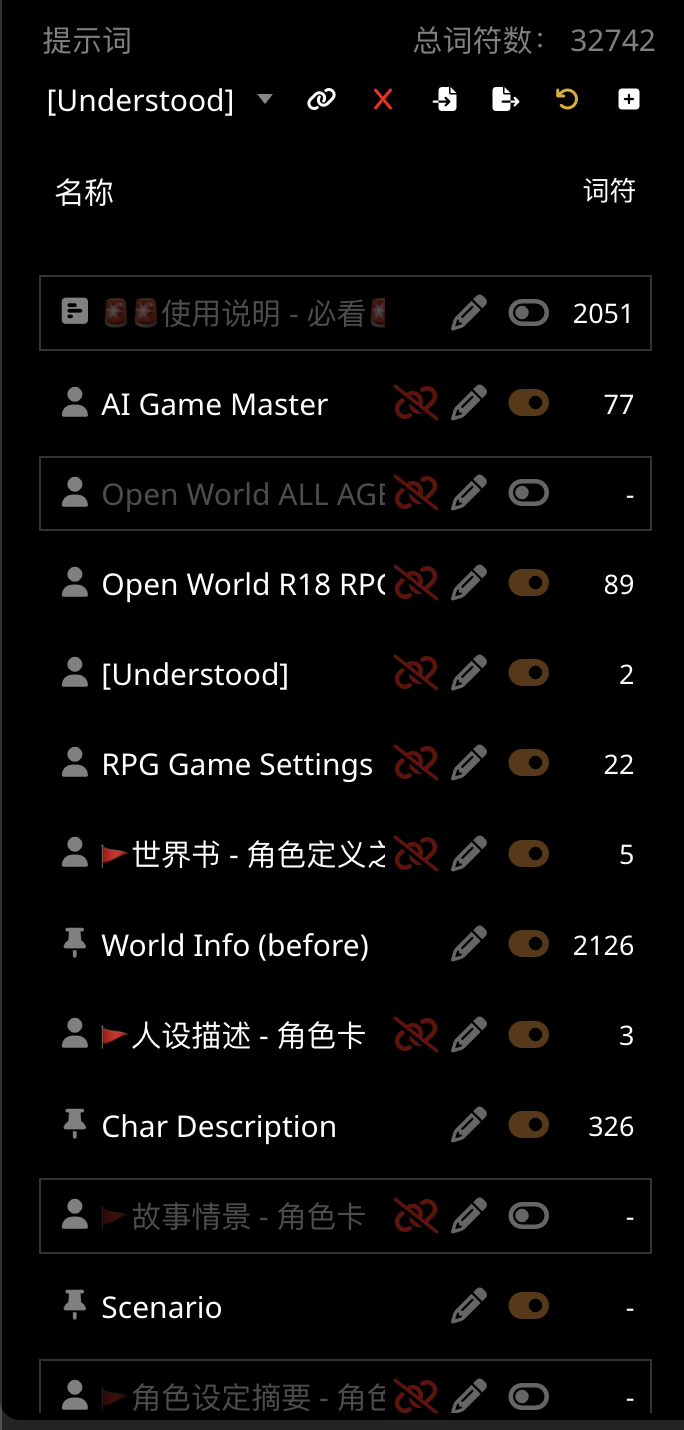 提示词 总词符数： 32742
[Understood]
名称 词符
🚨🚨使用说明 - 必看🚨 2051
AI Game Master 77
Open World ALL AGE -
Open World R18 RPG 89
[Understood] 2
RPG Game Settings 22
🚩世界书 - 角色定义之 5
World Info (before) 2126
🚩人设描述 - 角色卡 3
Char Description 326
🚩故事情景 - 角色卡 -
Scenario -
🚩角色设定摘要 - 角色 -